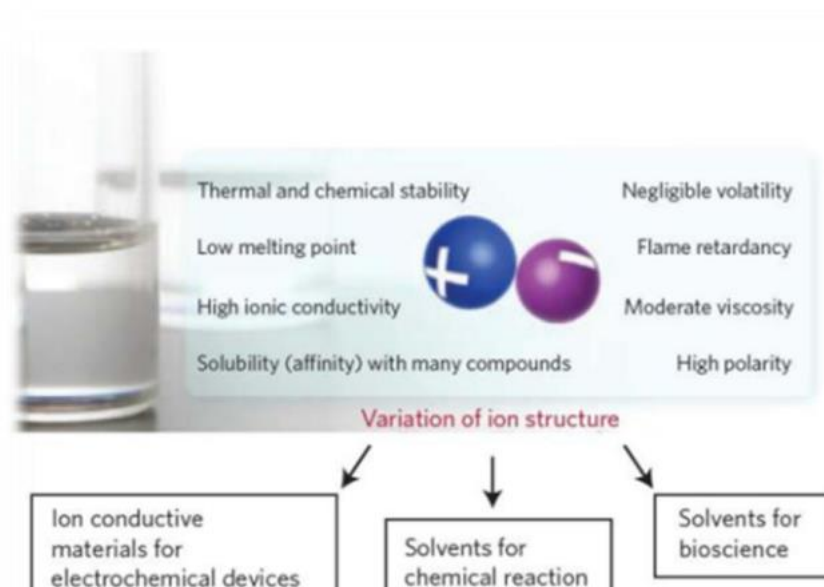 Thermal and chemical stability
Negligible volatility
Low melting point
Flame retardancy
+
−
High ionic conductivity
Moderate viscosity
Solubility (affinity) with many compounds
High polarity
Variation of ion structure
Ion conductive
materials for
electrochemical devices
Solvents for
chemical reaction
Solvents for
bioscience